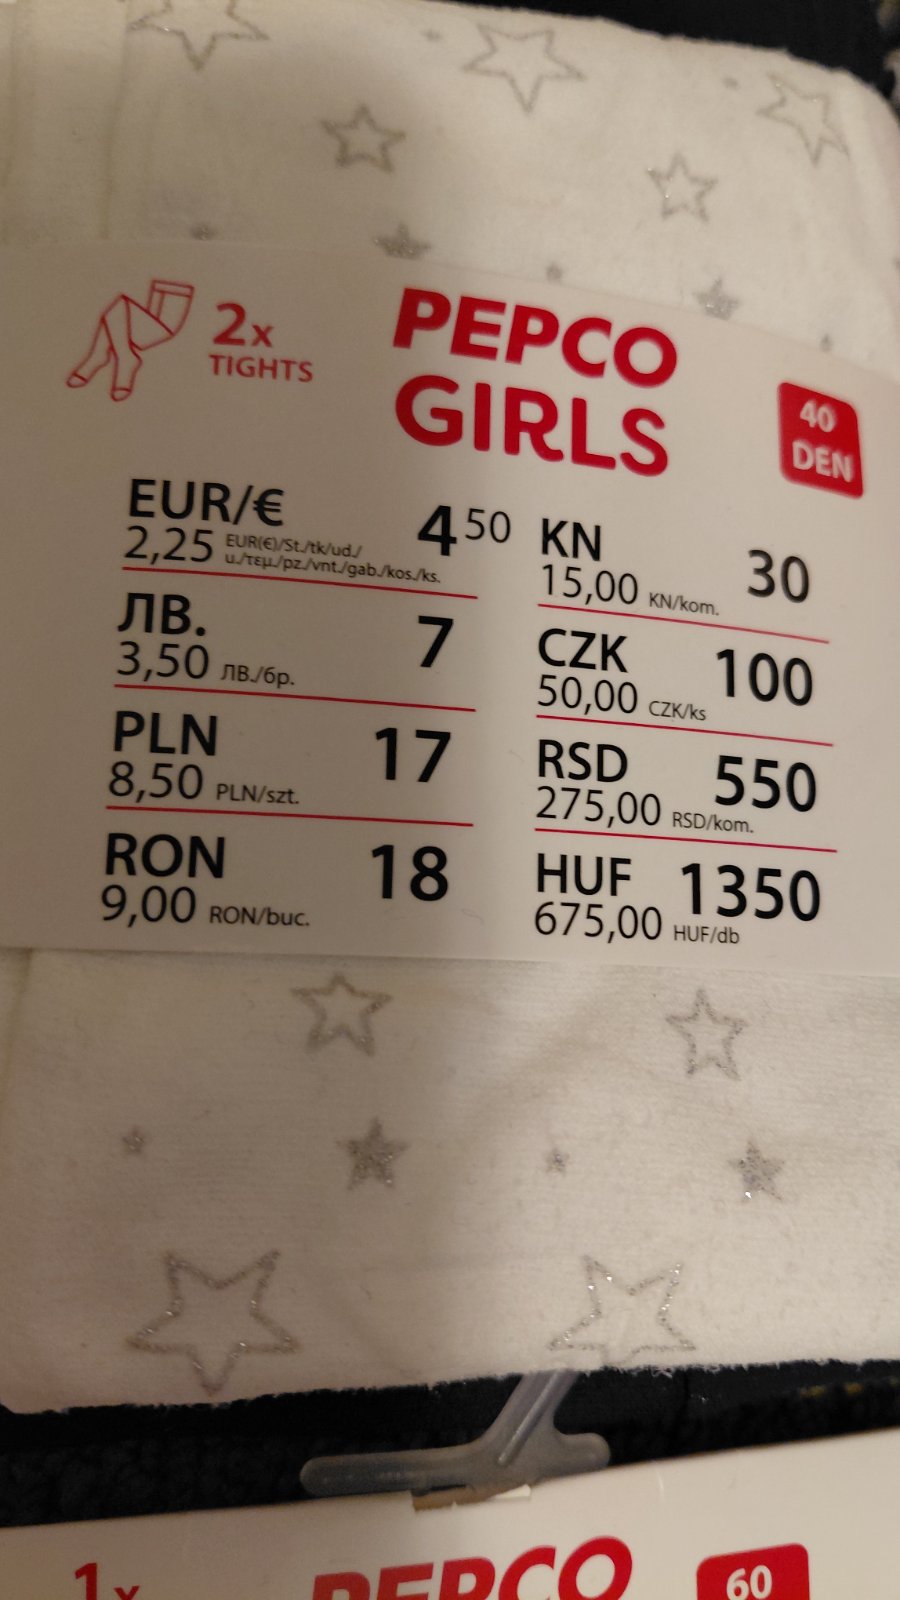 2x
TIGHTS
PEPCO
GIRLS
40
DEN
EUR/€ 4 50
2,25 EUR(€)/St./tk/ud./
u./τεμ./pz./vnt./gab./kos./ks.
ЛВ. 7
3,50 ЛВ./бр.
PLN 17
8,50 PLN/szt.
RON 18
9,00 RON/buc.
KN 30
15,00 KN/kom.
CZK 100
50,00 CZK/ks
RSD 550
275,00 RSD/kom.
HUF 1350
675,00 HUF/db
1x
PEPCO
60